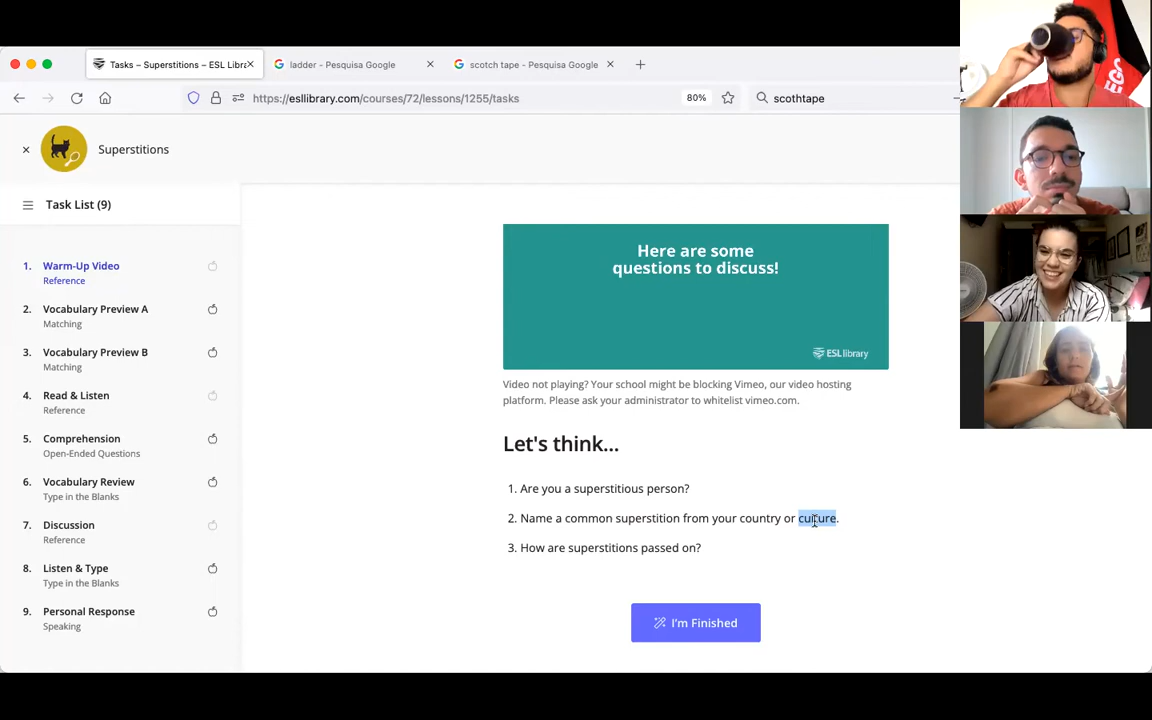 Tasks – Superstitions — ESL Libra
ladder - Pesquisa Google
scotch tape - Pesquisa Google
https://esllibrary.com/courses/72/lessons/1255/tasks
80%
scothtape
Superstitions
Task List (9)
1. Warm-Up Video
Reference
2. Vocabulary Preview A
Matching
3. Vocabulary Preview B
Matching
4. Read & Listen
Reference
5. Comprehension
Open-Ended Questions
6. Vocabulary Review
Type in the Blanks
7. Discussion
Reference
8. Listen & Type
Type in the Blanks
9. Personal Response
Speaking
Here are some
questions to discuss!
ESL library
Video not playing? Your school might be blocking Vimeo, our video hosting
platform. Please ask your administrator to whitelist vimeo.com.
Let's think...
1. Are you a superstitious person?
2. Name a common superstition from your country or culture.
3. How are superstitions passed on?
I'm Finished